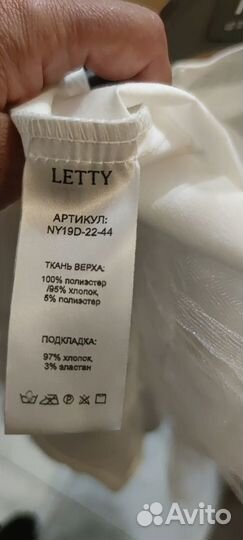 LETTY
АРТИКУЛ:
NY19D-22-44
ТКАНЬ ВЕРХА:
100% полиэстер
/95% хлопок,
5% полиэстер
ПОДКЛАДКА:
97% хлопок,
3% эластан
Avito